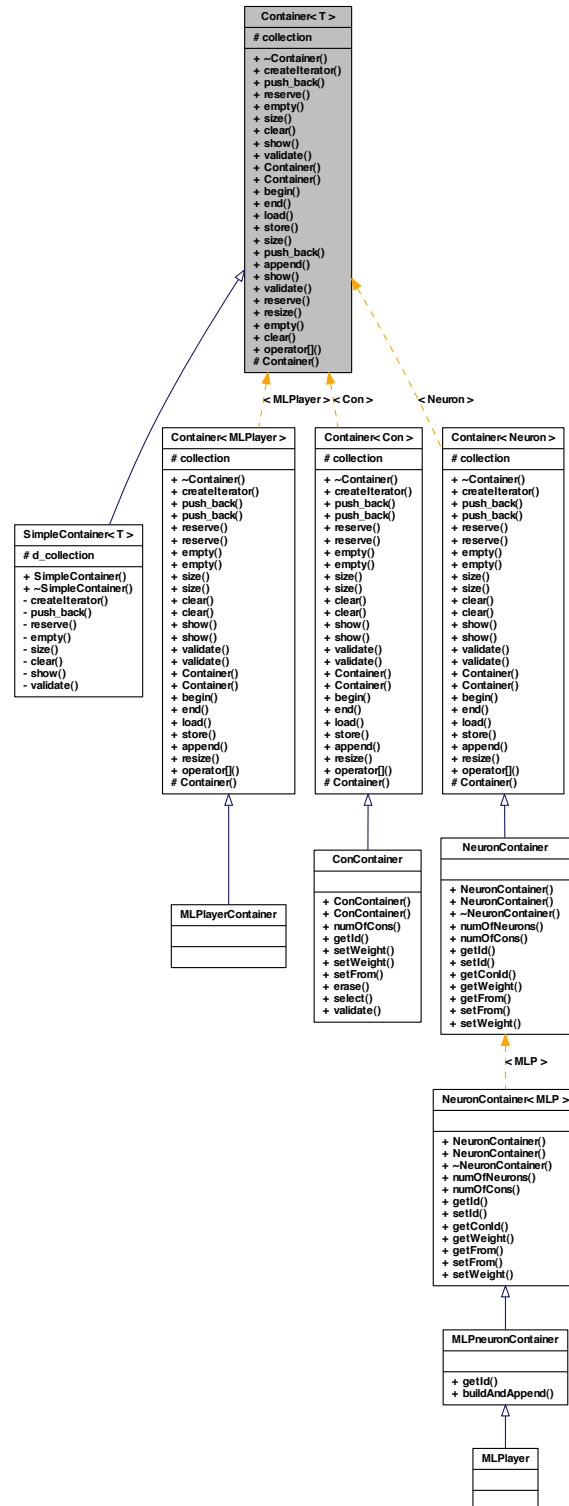 Container< T >
# collection
+ ~Container()
+ createIterator()
+ push_back()
+ reserve()
+ empty()
+ size()
+ clear()
+ show()
+ validate()
+ Container()
+ Container()
+ begin()
+ end()
+ load()
+ store()
+ size()
+ push_back()
+ append()
+ show()
+ validate()
+ reserve()
+ resize()
+ empty()
+ clear()
+ operator[]()
# Container()
< MLPlayer >
< Con >
< Neuron >
SimpleContainer< T >
# d_collection
+ SimpleContainer()
+ ~SimpleContainer()
- createIterator()
- push_back()
- reserve()
- empty()
- size()
- clear()
- show()
- validate()
Container< MLPlayer >
# collection
+ ~Container()
+ createIterator()
+ push_back()
+ push_back()
+ reserve()
+ reserve()
+ empty()
+ empty()
+ size()
+ size()
+ clear()
+ clear()
+ show()
+ show()
+ validate()
+ validate()
+ Container()
+ Container()
+ begin()
+ end()
+ load()
+ store()
+ append()
+ resize()
+ operator[]()
# Container()
Container< Con >
# collection
+ ~Container()
+ createIterator()
+ push_back()
+ push_back()
+ reserve()
+ reserve()
+ empty()
+ empty()
+ size()
+ size()
+ clear()
+ clear()
+ show()
+ show()
+ validate()
+ validate()
+ Container()
+ Container()
+ begin()
+ end()
+ load()
+ store()
+ append()
+ resize()
+ operator[]()
# Container()
Container< Neuron >
# collection
+ ~Container()
+ createIterator()
+ push_back()
+ push_back()
+ reserve()
+ reserve()
+ empty()
+ empty()
+ size()
+ size()
+ clear()
+ clear()
+ show()
+ show()
+ validate()
+ validate()
+ Container()
+ Container()
+ begin()
+ end()
+ load()
+ store()
+ append()
+ resize()
+ operator[]()
# Container()
MLPlayerContainer
ConContainer
+ ConContainer()
+ ConContainer()
+ numOfCons()
+ getId()
+ setWeight()
+ setWeight()
+ setFrom()
+ erase()
+ select()
+ validate()
NeuronContainer
+ NeuronContainer()
+ NeuronContainer()
+ ~NeuronContainer()
+ numOfNeurons()
+ numOfCons()
+ getId()
+ setId()
+ getConId()
+ getWeight()
+ getFrom()
+ setFrom()
+ setWeight()
< MLP >
NeuronContainer< MLP >
+ NeuronContainer()
+ NeuronContainer()
+ ~NeuronContainer()
+ numOfNeurons()
+ numOfCons()
+ getId()
+ setId()
+ getConId()
+ getWeight()
+ getFrom()
+ setFrom()
+ setWeight()
MLPneuronContainer
+ getId()
+ buildAndAppend()
MLPlayer